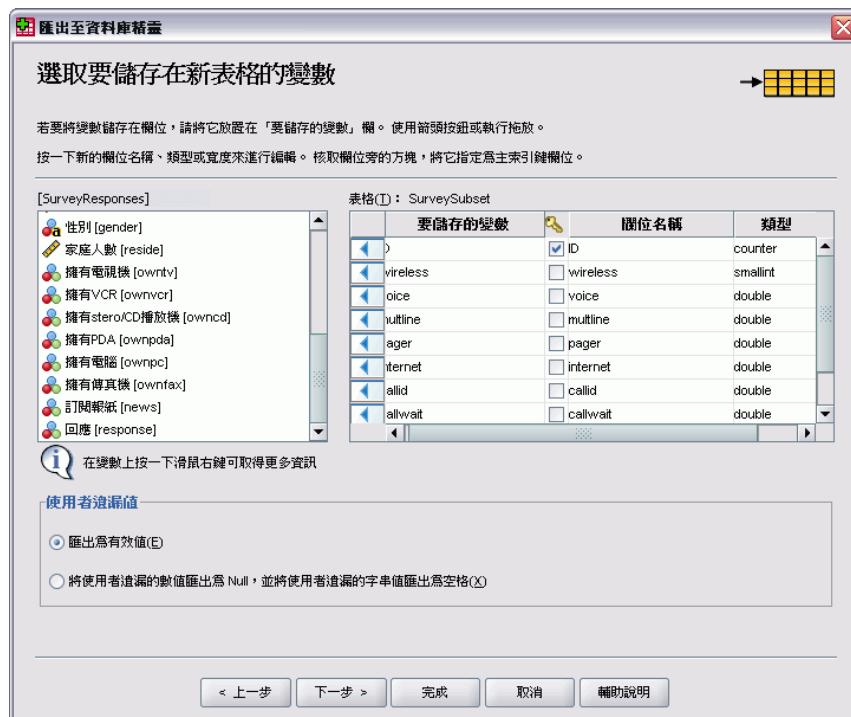 匯出至資料庫精靈
選取要儲存在新表格的變數
若要將變數儲存在欄位，請將它放置在「要儲存的變數」欄。 使用箭頭按鈕或執行拖放。
按一下新的欄位名稱、類型或寬度來進行編輯。 核取欄位旁的方塊，將它指定為主索引鍵欄位。
[SurveyResponses]
性別 [gender]
家庭人數 [reside]
擁有電視機 [owntv]
擁有VCR [ownvcr]
擁有stero/CD播放機 [owncd]
擁有PDA [ownpda]
擁有電腦 [ownpc]
擁有傳真機 [ownfax]
訂閱報紙 [news]
回應 [response]
表格(T)： SurveySubset
要儲存的變數 欄位名稱 類型
D ID counter
wireless wireless smallint
oice voice double
nultline multline double
ager pager double
nternet internet double
allid callid double
allwait callwait double
在變數上按一下滑鼠右鍵可取得更多資訊
使用者遺漏值
匯出為有效值(E)
將使用者遺漏的數值匯出為 Null，並將使用者遺漏的字串值匯出為空格(X)
< 上一步 下一步 > 完成 取消 輔助說明